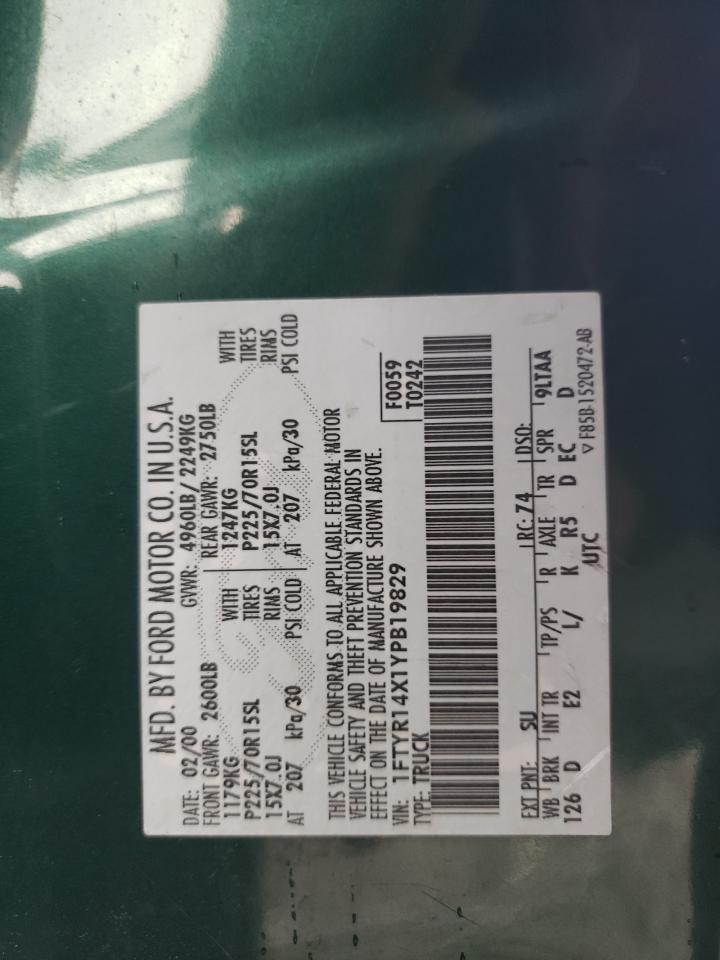 MFD. BY FORD MOTOR CO. IN U.S.A.
DATE: 02/00 GVWR: 4960LB / 2249KG
FRONT GAWR: 2600LB REAR GAWR: 2750LB
1179KG WITH 1247KG WITH
P225/70R15SL TIRES P225/70R15SL TIRES
15X7.0J RIMS 15X7.0J RIMS
AT 207 kPa/30 PSI COLD AT 207 kPa/30 PSI COLD
THIS VEHICLE CONFORMS TO ALL APPLICABLE FEDERAL MOTOR
VEHICLE SAFETY AND THEFT PREVENTION STANDARDS IN
EFFECT ON THE DATE OF MANUFACTURE SHOWN ABOVE.
VIN: 1FTYR14X1YPB19829 F0059
TYPE: TRUCK T0242
EXT PNT: SU RC: 74 DSO:
WB BRK INT TR TP/PS R AXLE TR SPR 9LTAA
126 D E2 L/ K R5 D EC D
UTC ▽ F85B-1520472-AB